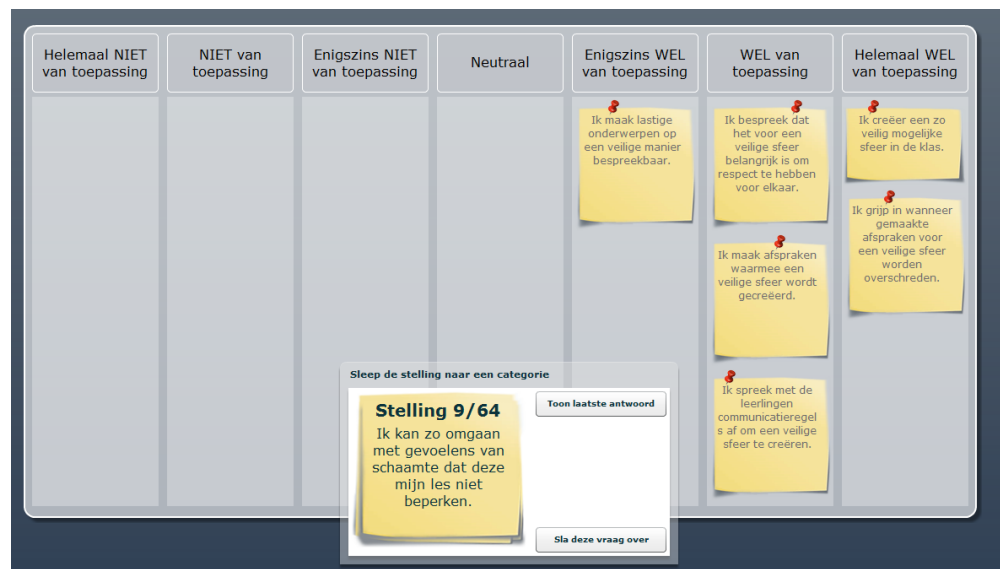 Helemaal NIET
van toepassing
NIET van
toepassing
Enigszins NIET
van toepassing
Neutraal
Enigszins WEL
van toepassing
WEL van
toepassing
Helemaal WEL
van toepassing
Ik maak lastige
onderwerpen op
een veilige manier
bespreekbaar.
Ik bespreek dat
het voor een
veilige sfeer
belangrijk is om
respect te hebben
voor elkaar.
Ik maak afspraken
waarmee een
veilige sfeer wordt
gecreëerd.
Ik spreek met de
leerlingen
communicatieregel
s af om een veilige
sfeer te creëren.
Ik creëer een zo
veilig mogelijke
sfeer in de klas.
Ik grijp in wanneer
gemaakte
afspraken voor
een veilige sfeer
worden
overschreden.
Sleep de stelling naar een categorie
Stelling 9/64
Ik kan zo omgaan
met gevoelens van
schaamte dat deze
mijn les niet
beperken.
Toon laatste antwoord
Sla deze vraag over